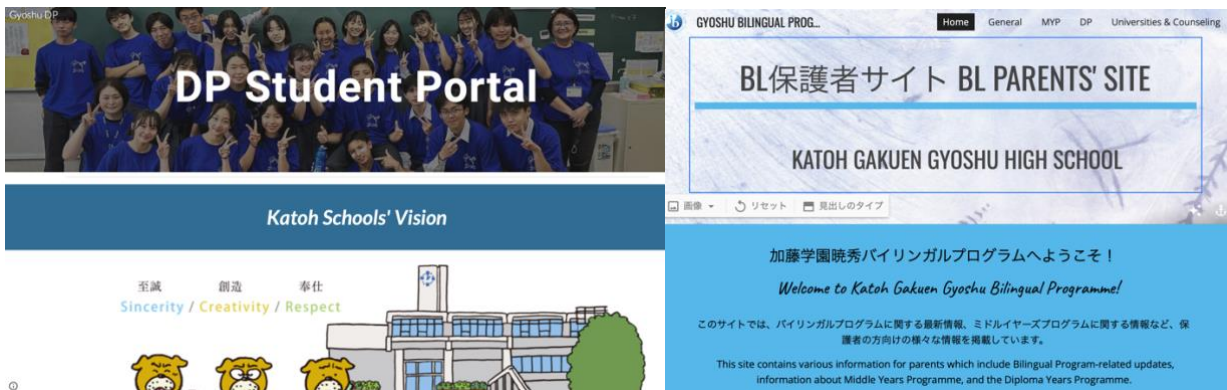 Gyoshu DP
DP Student Portal
Katoh Schools' Vision
至誠 創造 奉仕
Sincerity / Creativity / Respect
GYOSHU BILINGUAL PROG...
Home General MYP DP Universities & Counseling
BL保護者サイト BL PARENTS' SITE
KATOH GAKUEN GYOSHU HIGH SCHOOL
画像 リセット 見出しのタイプ
加藤学園暁秀バイリンガルプログラムへようこそ！
Welcome to Katoh Gakuen Gyoshu Bilingual Programme!
このサイトでは、バイリンガルプログラムに関する最新情報、ミドルイヤーズプログラムに関する情報など、保
護者の方向けの様々な情報を掲載しています。
This site contains various information for parents which include Bilingual Program-related updates,
information about Middle Years Programme, and the Diploma Years Programme.